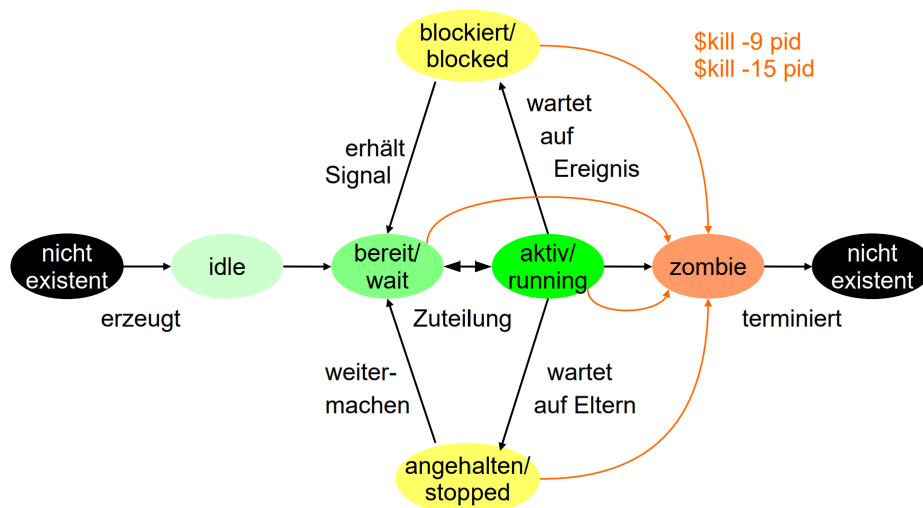 blockiert/
blocked
$kill -9 pid
$kill -15 pid
wartet
auf
Ereignis
erhält
Signal
nicht
existent
idle
bereit/
wait
aktiv/
running
zombie
nicht
existent
erzeugt
Zuteilung
terminiert
weiter-
machen
wartet
auf Eltern
angehalten/
stopped